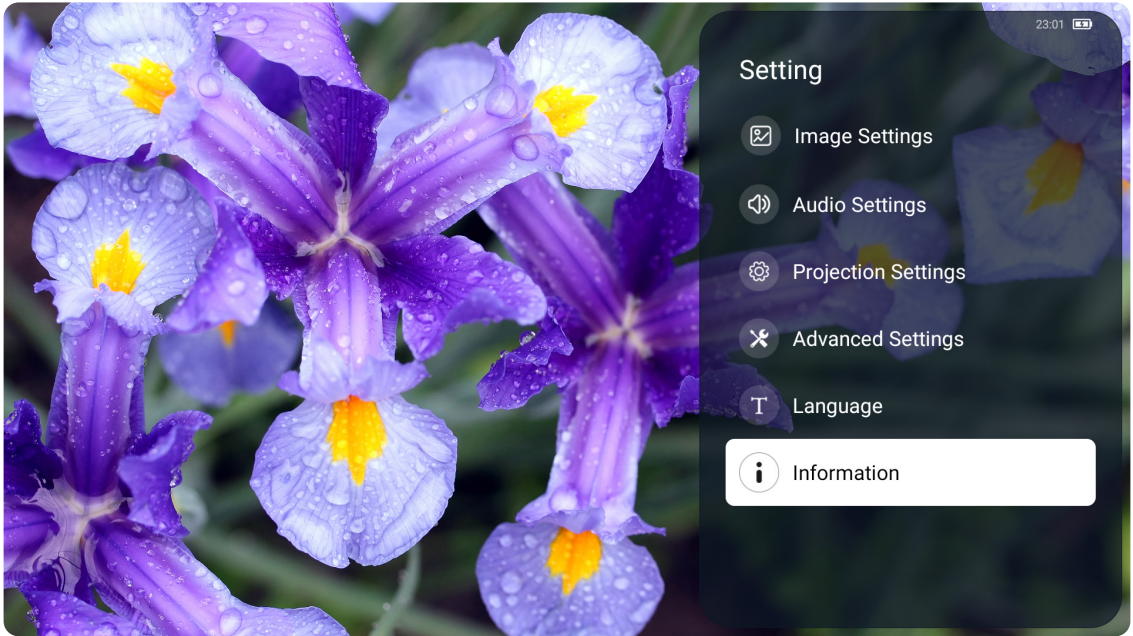 23:01
Setting
Image Settings
Audio Settings
Projection Settings
Advanced Settings
T Language
i Information